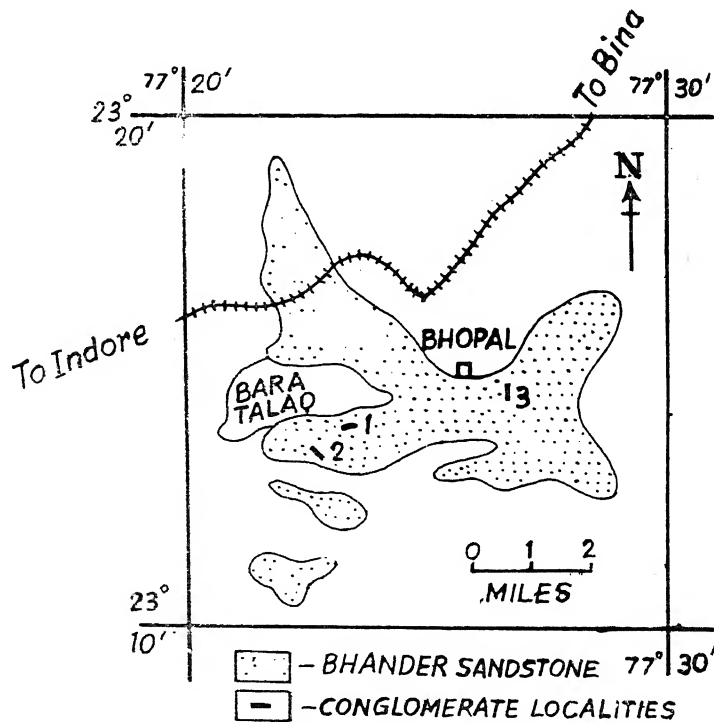 77° 20'
To Bina
77° 30'
23°
20'
N
To Indore
BHOPAL
BARA
TALAO
1
2
3
0 1 2
MILES
23°
10'
- BHANDER SANDSTONE
77° 30'
- CONGLOMERATE LOCALITIES